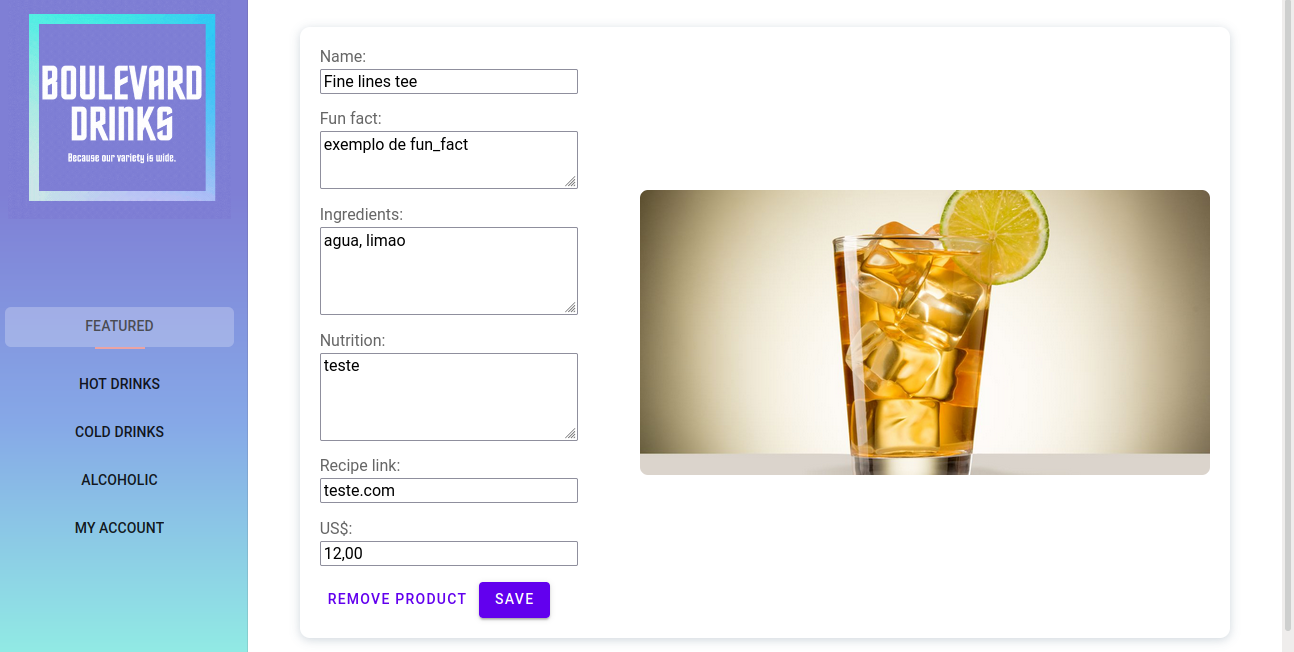 BOULEVARD
DRINKS
Because our variety is wide.
FEATURED
HOT DRINKS
COLD DRINKS
ALCOHOLIC
MY ACCOUNT
Name:
Fine lines tee
Fun fact:
exemplo de fun_fact
Ingredients:
agua, limao
Nutrition:
teste
Recipe link:
teste.com
US$:
12,00
REMOVE PRODUCT SAVE